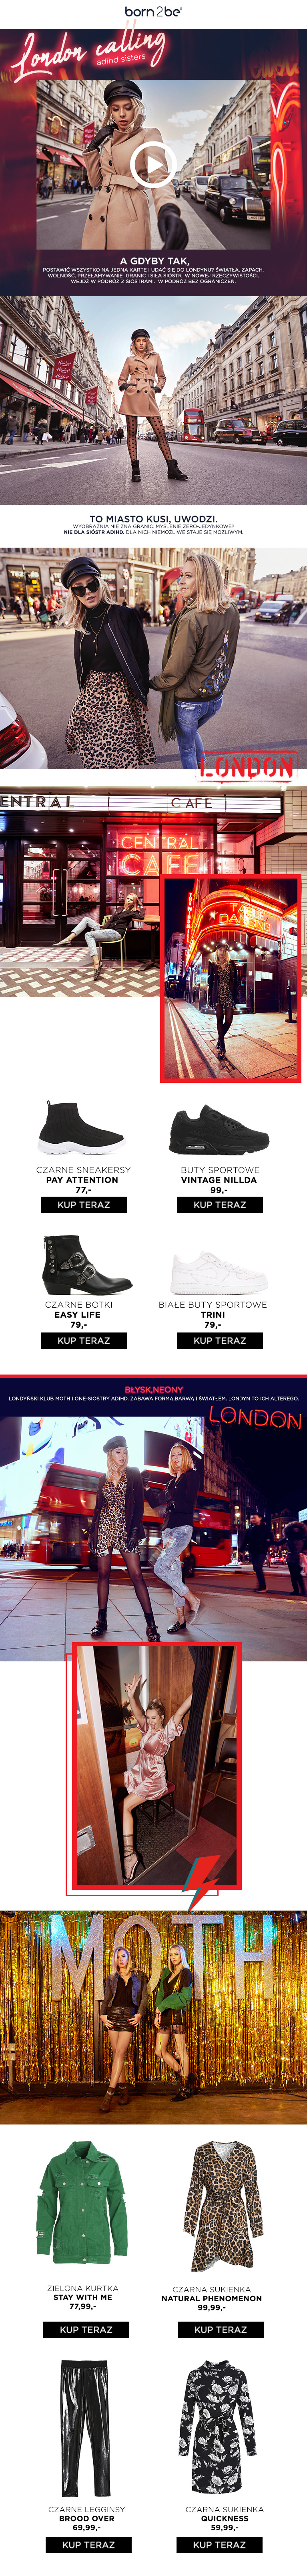 born2be
London calling
adihd sisters
A GDYBY TAK,
POSTAWIĆ WSZYSTKO NA JEDNĄ KARTĘ I UDAĆ SIĘ DO LONDYNU? ŚWIATŁA, ZAPACH,
WOLNOŚĆ, PRZEŁAMYWANIE GRANIC I SIŁA SIÓSTR W NOWEJ RZECZYWISTOŚCI.
WEJDŹ W PODRÓŻ Z SIOSTRAMI, W PODRÓŻ BEZ OGRANICZEŃ.
TO MIASTO KUSI, UWODZI.
WYOBRAŹNIA NIE ZNA GRANIC. MYŚLENIE ZERO-JEDYNKOWE?
NIE DLA SIÓSTR ADIHD. DLA NICH NIEMOŻLIWE STAJE SIĘ MOŻLIWYM.
LONDON
ENTRAL CAFE
CENTRAL
CAFE
TABLE
DANCING
CZARNE SNEAKERSY
PAY ATTENTION
77,-
KUP TERAZ
BUTY SPORTOWE
VINTAGE NILLDA
99,-
KUP TERAZ
CZARNE BOTKI
EASY LIFE
79,-
KUP TERAZ
BIAŁE BUTY SPORTOWE
TRINI
79,-
KUP TERAZ
BŁYSK,NEONY
LONDYŃSKI KLUB MOTH I ONE-SIOSTRY ADIHD. ZABAWA FORMĄ,BARWĄ I ŚWIATŁEM. LONDYN TO ICH ALTEREGO.
LONDON
MOTH
ZIELONA KURTKA
STAY WITH ME
77,99,-
KUP TERAZ
CZARNA SUKIENKA
NATURAL PHENOMENON
99,99,-
KUP TERAZ
CZARNE LEGGINSY
BROOD OVER
69,99,-
KUP TERAZ
CZARNA SUKIENKA
QUICKNESS
59,99,-
KUP TERAZ